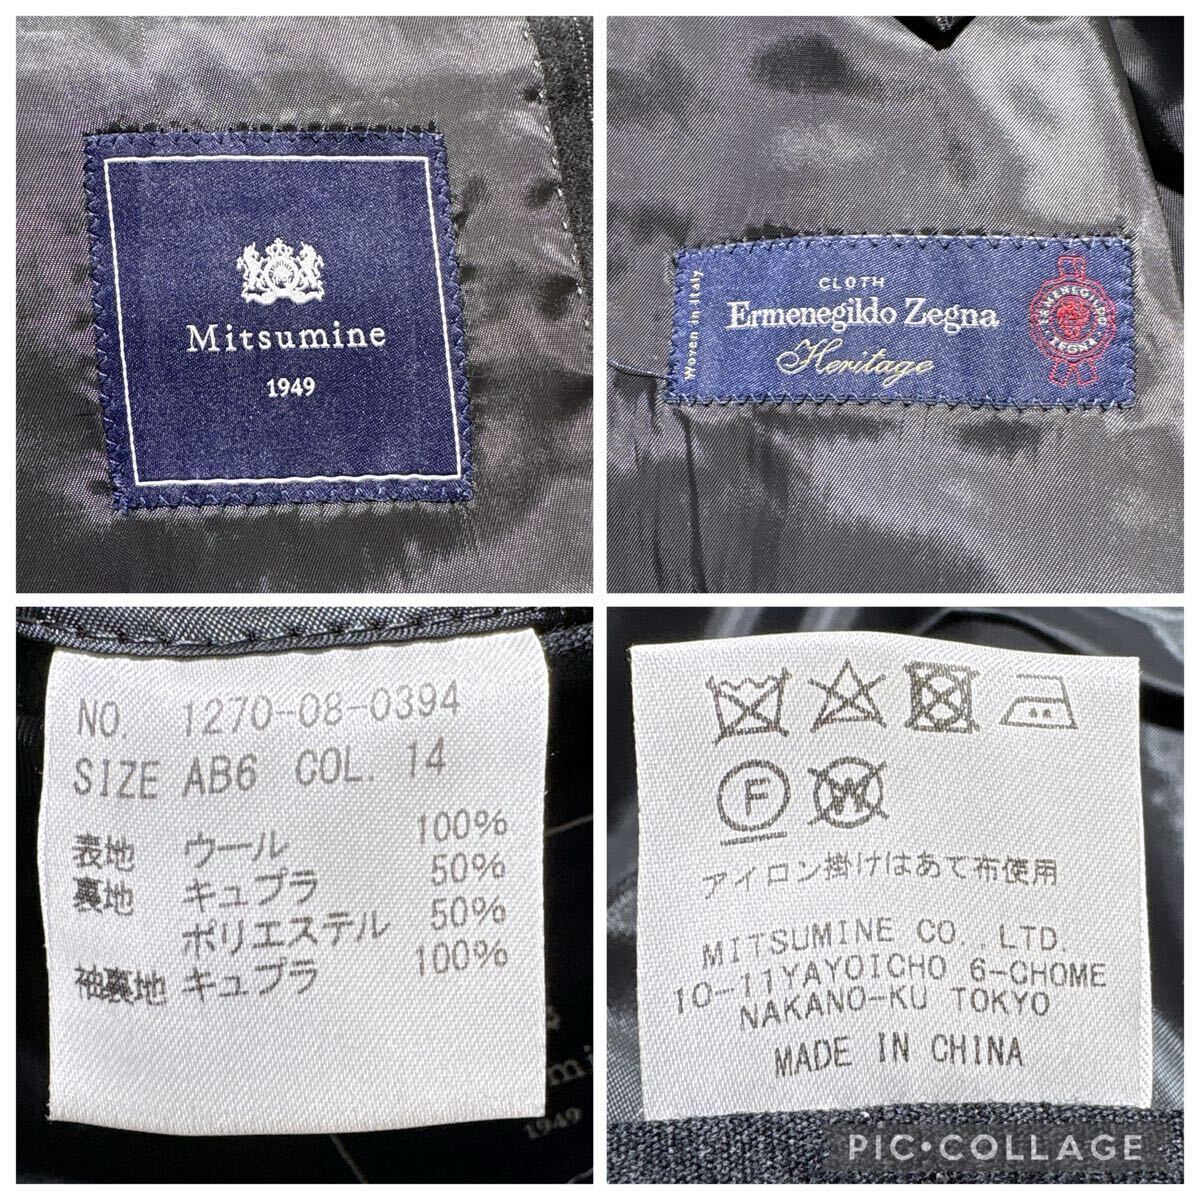 Mitsumine
1949
Woven in Italy
CLOTH
Ermenegildo Zegna
Heritage
ERMENEGILDO ZEGNA
NO. 1270-08-0394
SIZE AB6 COL. 14
表地 ウール 100%
裏地 キュプラ 50%
ポリエステル 50%
袖裏地 キュプラ 100%
1949
F
W
アイロン掛けはあて布使用
MITSUMINE CO.,LTD.
10-11YAYOICHO 6-CHOME
NAKANO-KU TOKYO
MADE IN CHINA
PIC•COLLAGE